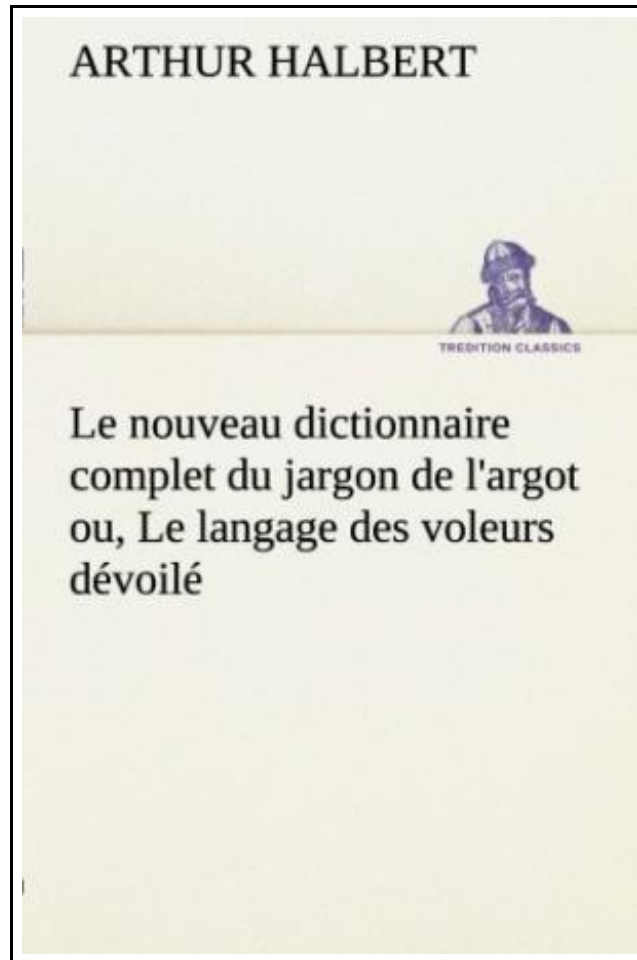 ARTHUR HALBERT
TREDITION CLASSICS
Le nouveau dictionnaire
complet du jargon de l'argot
ou, Le langage des voleurs
dévoilé